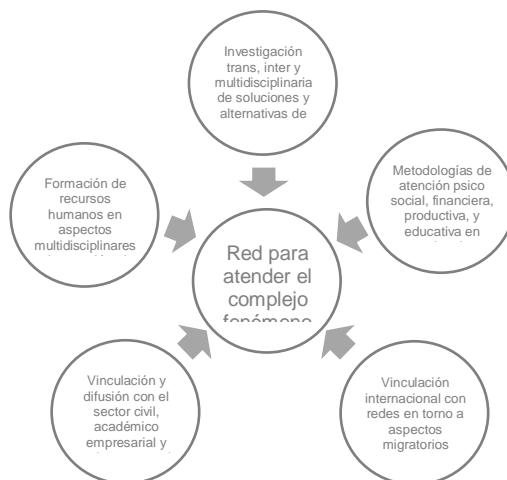 Investigación
trans, inter y
multidisciplinaria
de soluciones y
alternativas de
Metodologías de
atención psico
social, financiera,
productiva, y
educativa en
Formación de
recursos
humanos en
aspectos
multidisciplinares
Red para
atender el
complejo
fenómeno
Vinculación y
difusión con el
sector civil,
académico
empresarial y
Vinculación
internacional con
redes en torno a
aspectos
migratorios